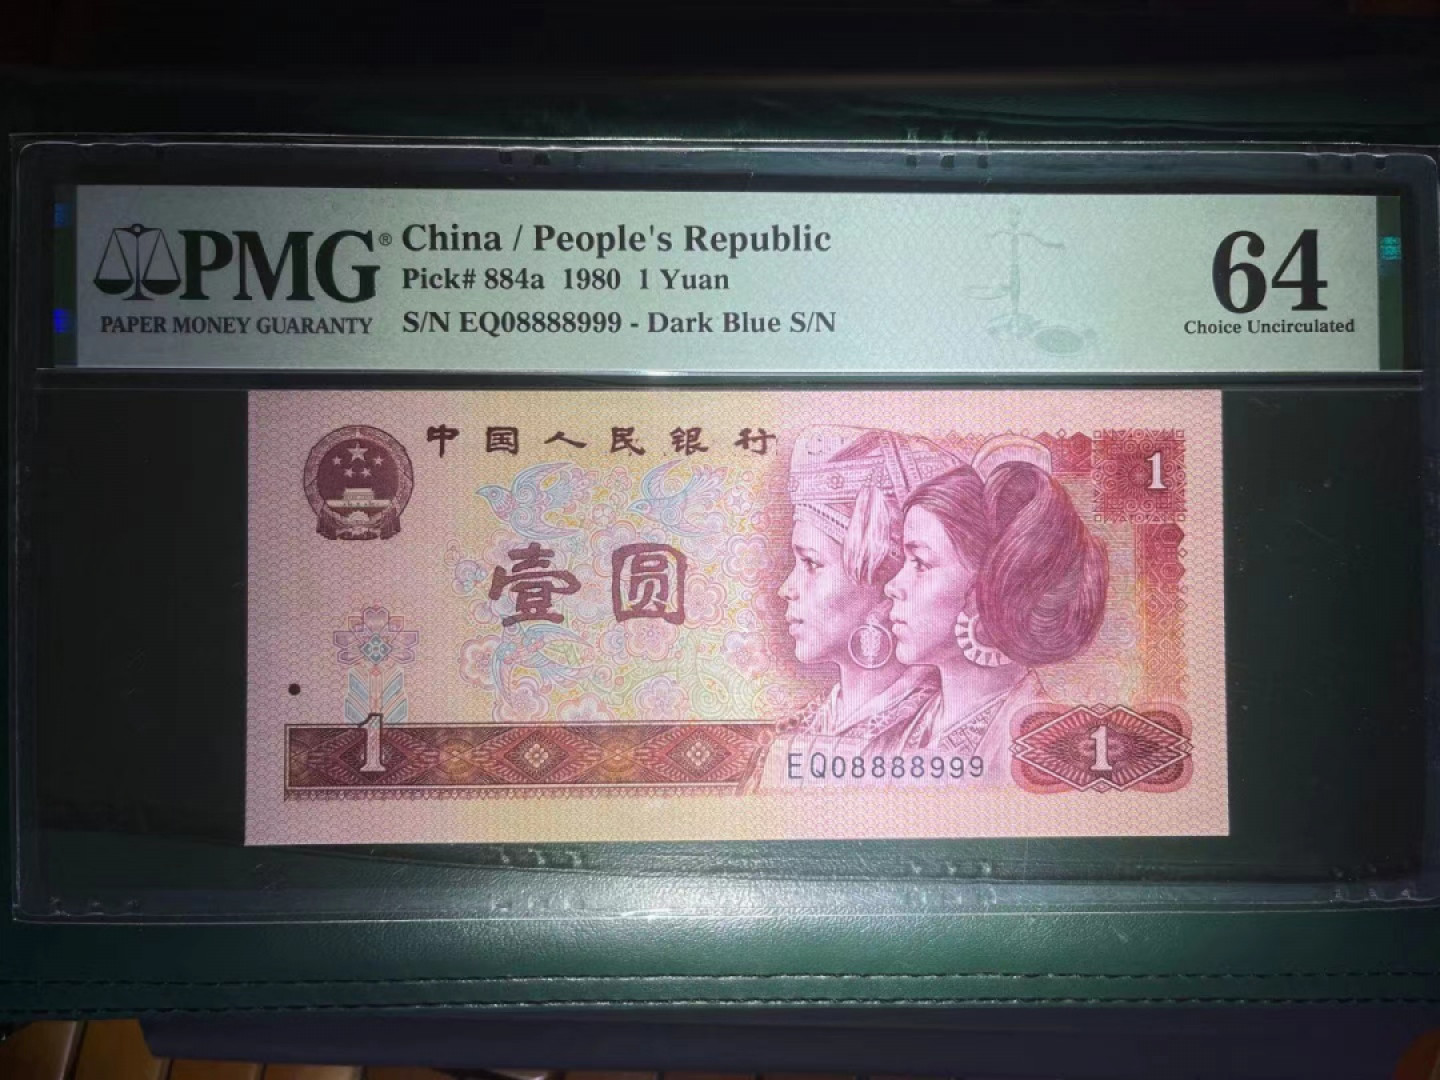 PMG®
PAPER MONEY GUARANTY
China / People's Republic
Pick# 884a 1980 1 Yuan
S/N EQ08888999 - Dark Blue S/N
64
Choice Uncirculated
中国人民银行
1
壹圆
1
EQ08888999
1